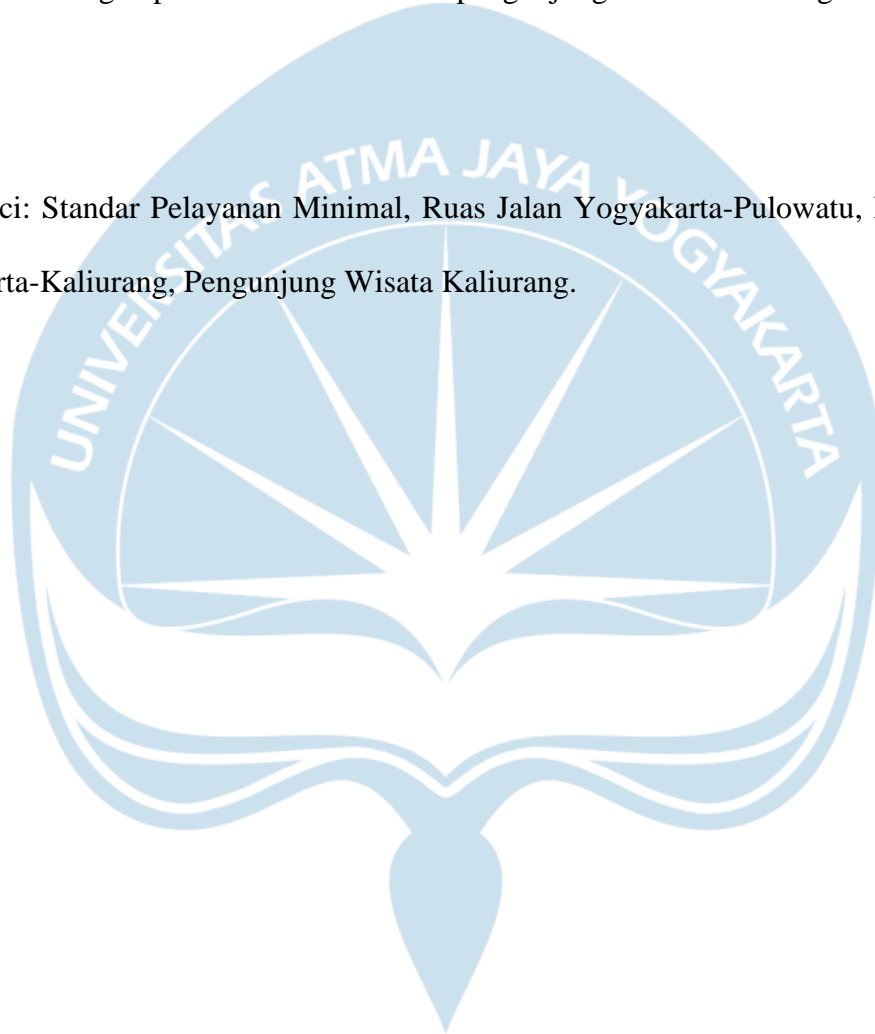 UNIVERSITAS ATMA JAYA YOGYAKARTA
ci: Standar Pelayanan Minimal, Ruas Jalan Yogyakarta-Pulowatu,
rta-Kaliurang, Pengunjung Wisata Kaliurang.